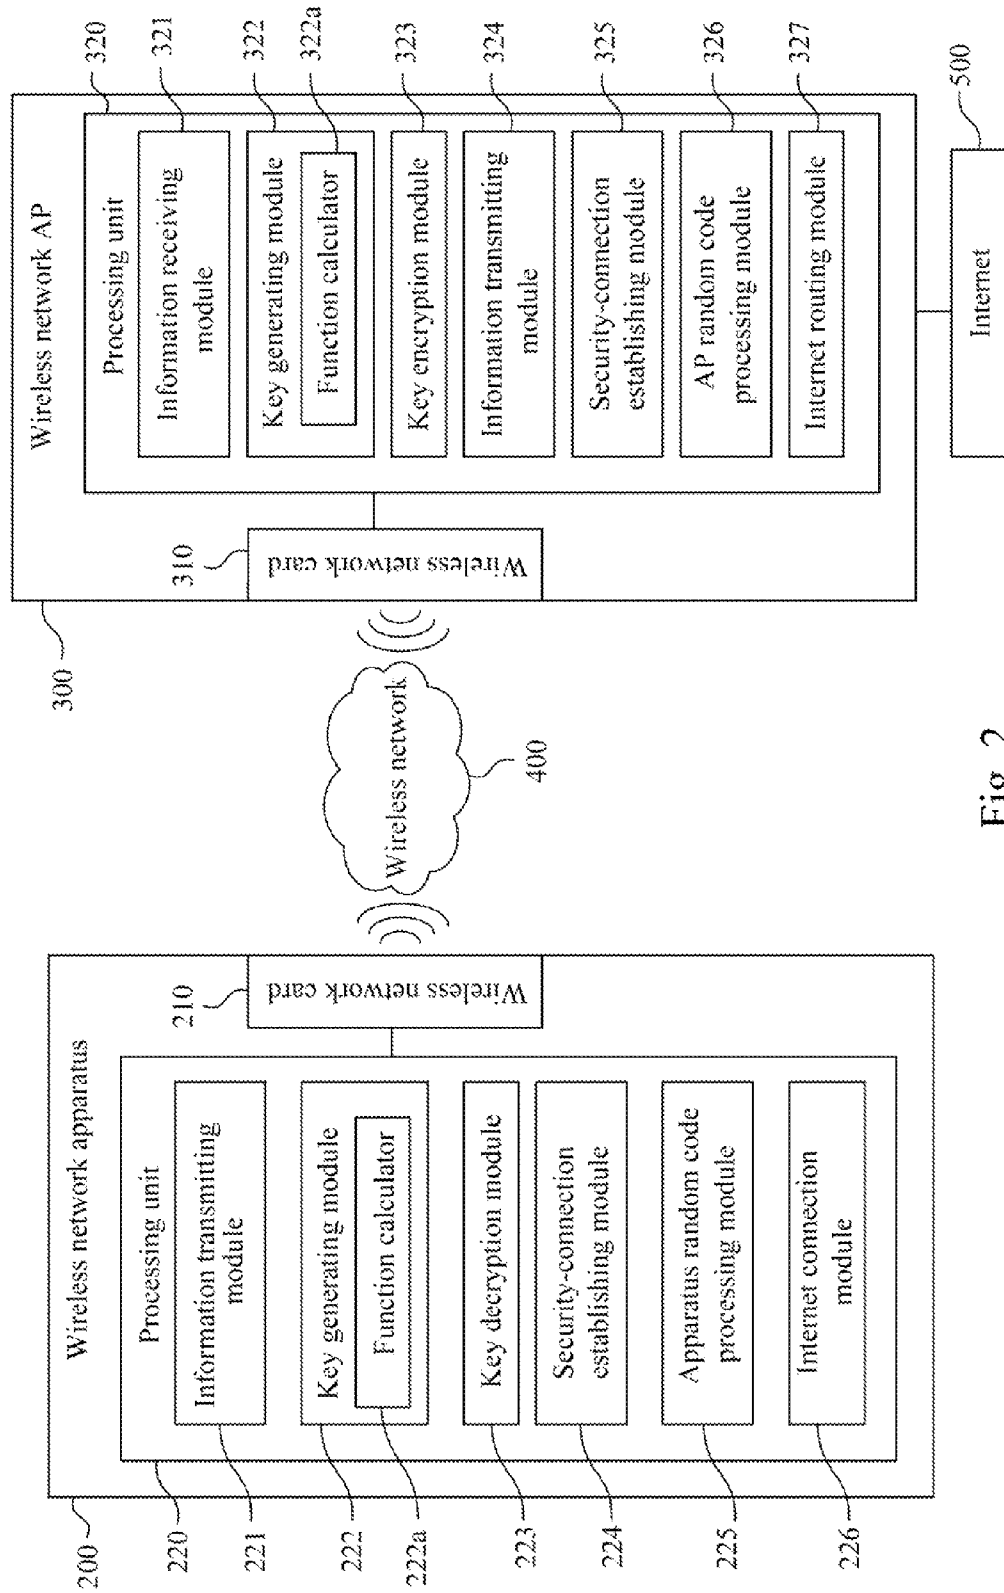 Wireless network apparatus
200
Processing unit
220
Information transmitting
module
221
Key generating module
222
Function calculator
222a
Key decryption module
223
Security-connection
establishing module
224
Apparatus random code
processing module
225
Internet connection
module
226
210
Wireless network card
Wireless network
400
300
Wireless network AP
310
Wireless network card
Processing unit
320
Information receiving
module
321
Key generating module
322
Function calculator
322a
Key encryption module
323
Information transmitting
module
324
Security-connection
establishing module
325
AP random code
processing module
326
Internet routing module
327
Internet
500
Fig. 2